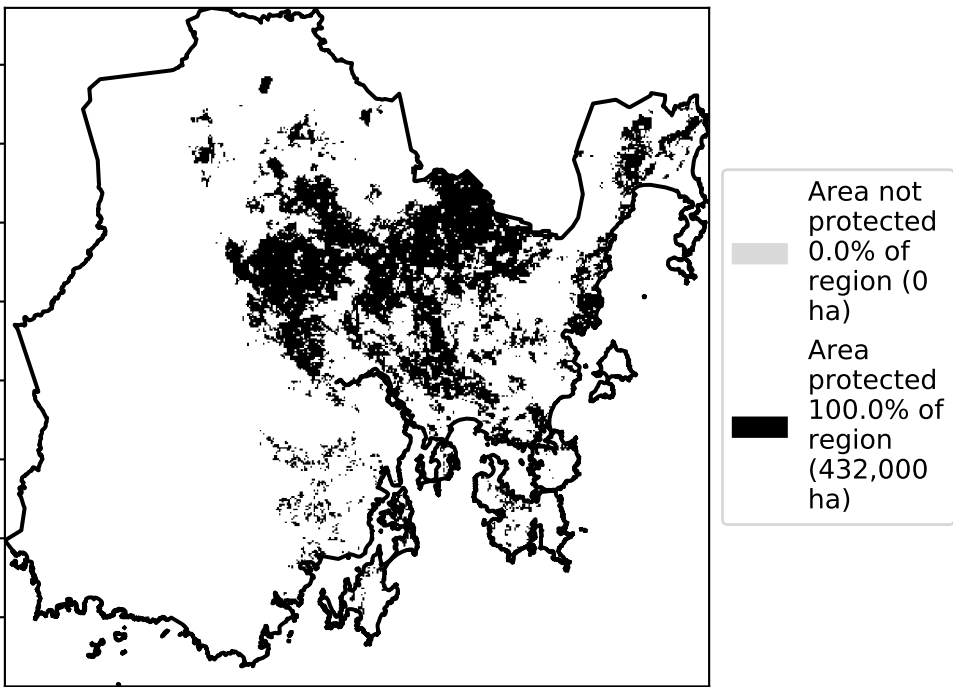 Area not
protected
0.0% of
region (0
ha)
Area
protected
100.0% of
region
(432,000
ha)